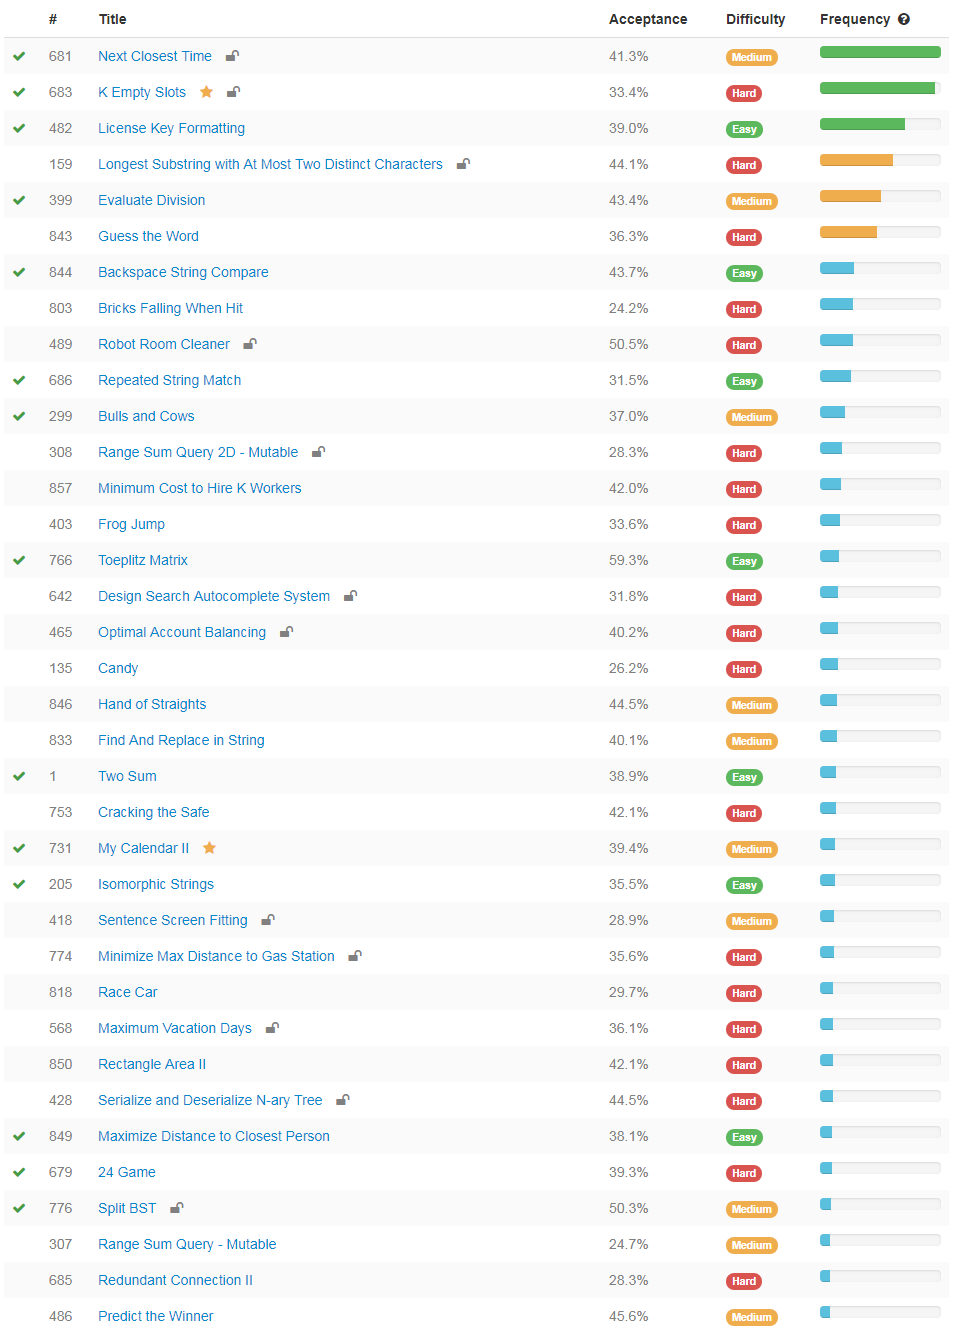 # Title Acceptance Difficulty Frequency
681 Next Closest Time 41.3% Medium
683 K Empty Slots 33.4% Hard
482 License Key Formatting 39.0% Easy
159 Longest Substring with At Most Two Distinct Characters 44.1% Hard
399 Evaluate Division 43.4% Medium
843 Guess the Word 36.3% Hard
844 Backspace String Compare 43.7% Easy
803 Bricks Falling When Hit 24.2% Hard
489 Robot Room Cleaner 50.5% Hard
686 Repeated String Match 31.5% Easy
299 Bulls and Cows 37.0% Medium
308 Range Sum Query 2D - Mutable 28.3% Hard
857 Minimum Cost to Hire K Workers 42.0% Hard
403 Frog Jump 33.6% Hard
766 Toeplitz Matrix 59.3% Easy
642 Design Search Autocomplete System 31.8% Hard
465 Optimal Account Balancing 40.2% Hard
135 Candy 26.2% Hard
846 Hand of Straights 44.5% Medium
833 Find And Replace in String 40.1% Medium
1 Two Sum 38.9% Easy
753 Cracking the Safe 42.1% Hard
731 My Calendar II 39.4% Medium
205 Isomorphic Strings 35.5% Easy
418 Sentence Screen Fitting 28.9% Medium
774 Minimize Max Distance to Gas Station 35.6% Hard
818 Race Car 29.7% Hard
568 Maximum Vacation Days 36.1% Hard
850 Rectangle Area II 42.1% Hard
428 Serialize and Deserialize N-ary Tree 44.5% Hard
849 Maximize Distance to Closest Person 38.1% Easy
679 24 Game 39.3% Hard
776 Split BST 50.3% Medium
307 Range Sum Query - Mutable 24.7% Medium
685 Redundant Connection II 28.3% Hard
486 Predict the Winner 45.6% Medium